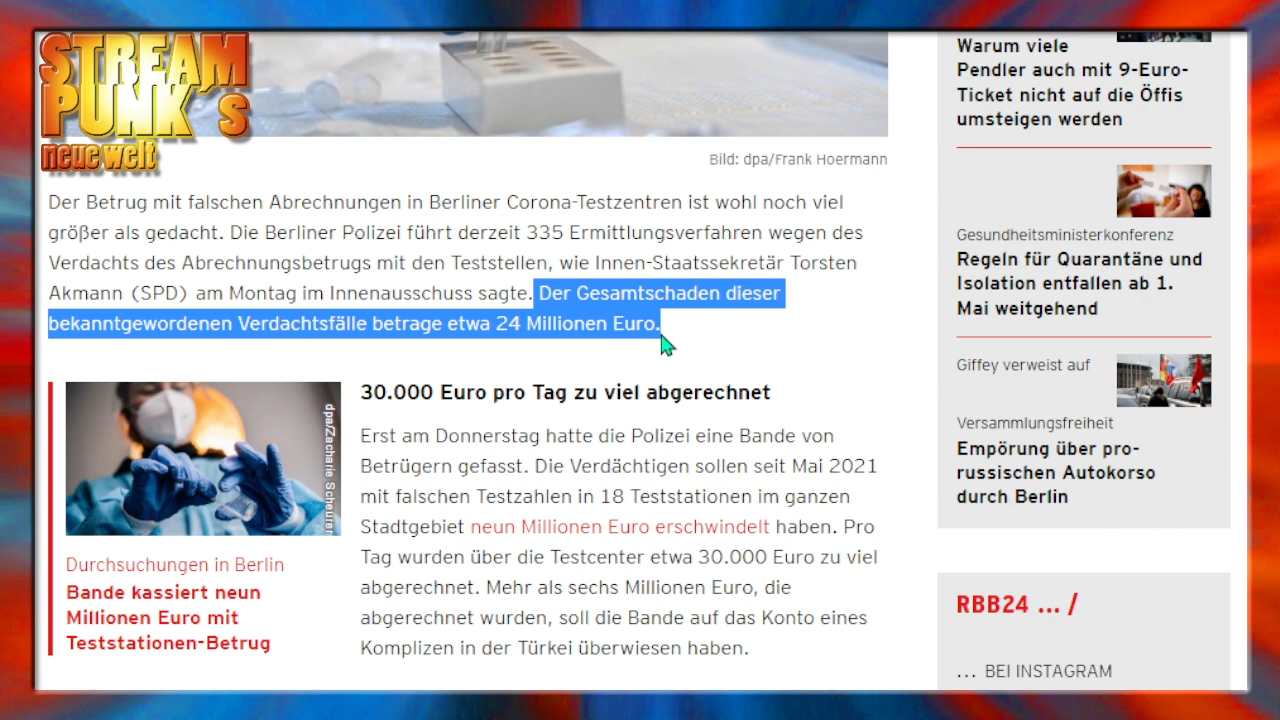 STREAM
PUNK´s
neue welt
Bild: dpa/Frank Hoermann
Der Betrug mit falschen Abrechnungen in Berliner Corona-Testzentren ist wohl noch viel
größer als gedacht. Die Berliner Polizei führt derzeit 335 Ermittlungsverfahren wegen des
Verdachts des Abrechnungsbetrugs mit den Teststellen, wie Innen-Staatssekretär Torsten
Akmann (SPD) am Montag im Innenausschuss sagte. Der Gesamtschaden dieser
bekanntgewordenen Verdachtsfälle betrage etwa 24 Millionen Euro.
dpa/Zacharie Scheurer
Durchsuchungen in Berlin
Bande kassiert neun
Millionen Euro mit
Teststationen-Betrug
30.000 Euro pro Tag zu viel abgerechnet
Erst am Donnerstag hatte die Polizei eine Bande von
Betrügern gefasst. Die Verdächtigen sollen seit Mai 2021
mit falschen Testzahlen in 18 Teststationen im ganzen
Stadtgebiet neun Millionen Euro erschwindelt haben. Pro
Tag wurden über die Testcenter etwa 30.000 Euro zu viel
abgerechnet. Mehr als sechs Millionen Euro, die
abgerechnet wurden, soll die Bande auf das Konto eines
Komplizen in der Türkei überwiesen haben.
Warum viele
Pendler auch mit 9-Euro-
Ticket nicht auf die Öffis
umsteigen werden
Gesundheitsministerkonferenz
Regeln für Quarantäne und
Isolation entfallen ab 1.
Mai weitgehend
Giffey verweist auf
Versammlungsfreiheit
Empörung über pro-
russischen Autokorso
durch Berlin
RBB24 ... /
... BEI INSTAGRAM